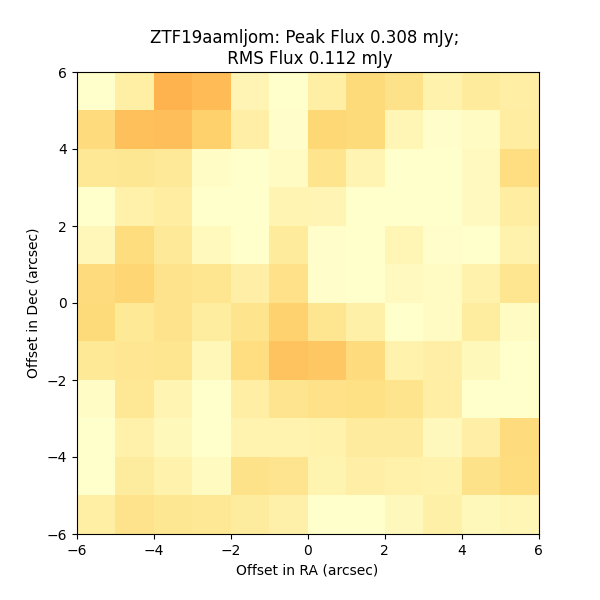 ZTF19aamljom: Peak Flux 0.308 mJy;
RMS Flux 0.112 mJy
6
4
2
0
−2
−4
−6
Offset in Dec (arcsec)
−6 −4 −2 0 2 4 6
Offset in RA (arcsec)